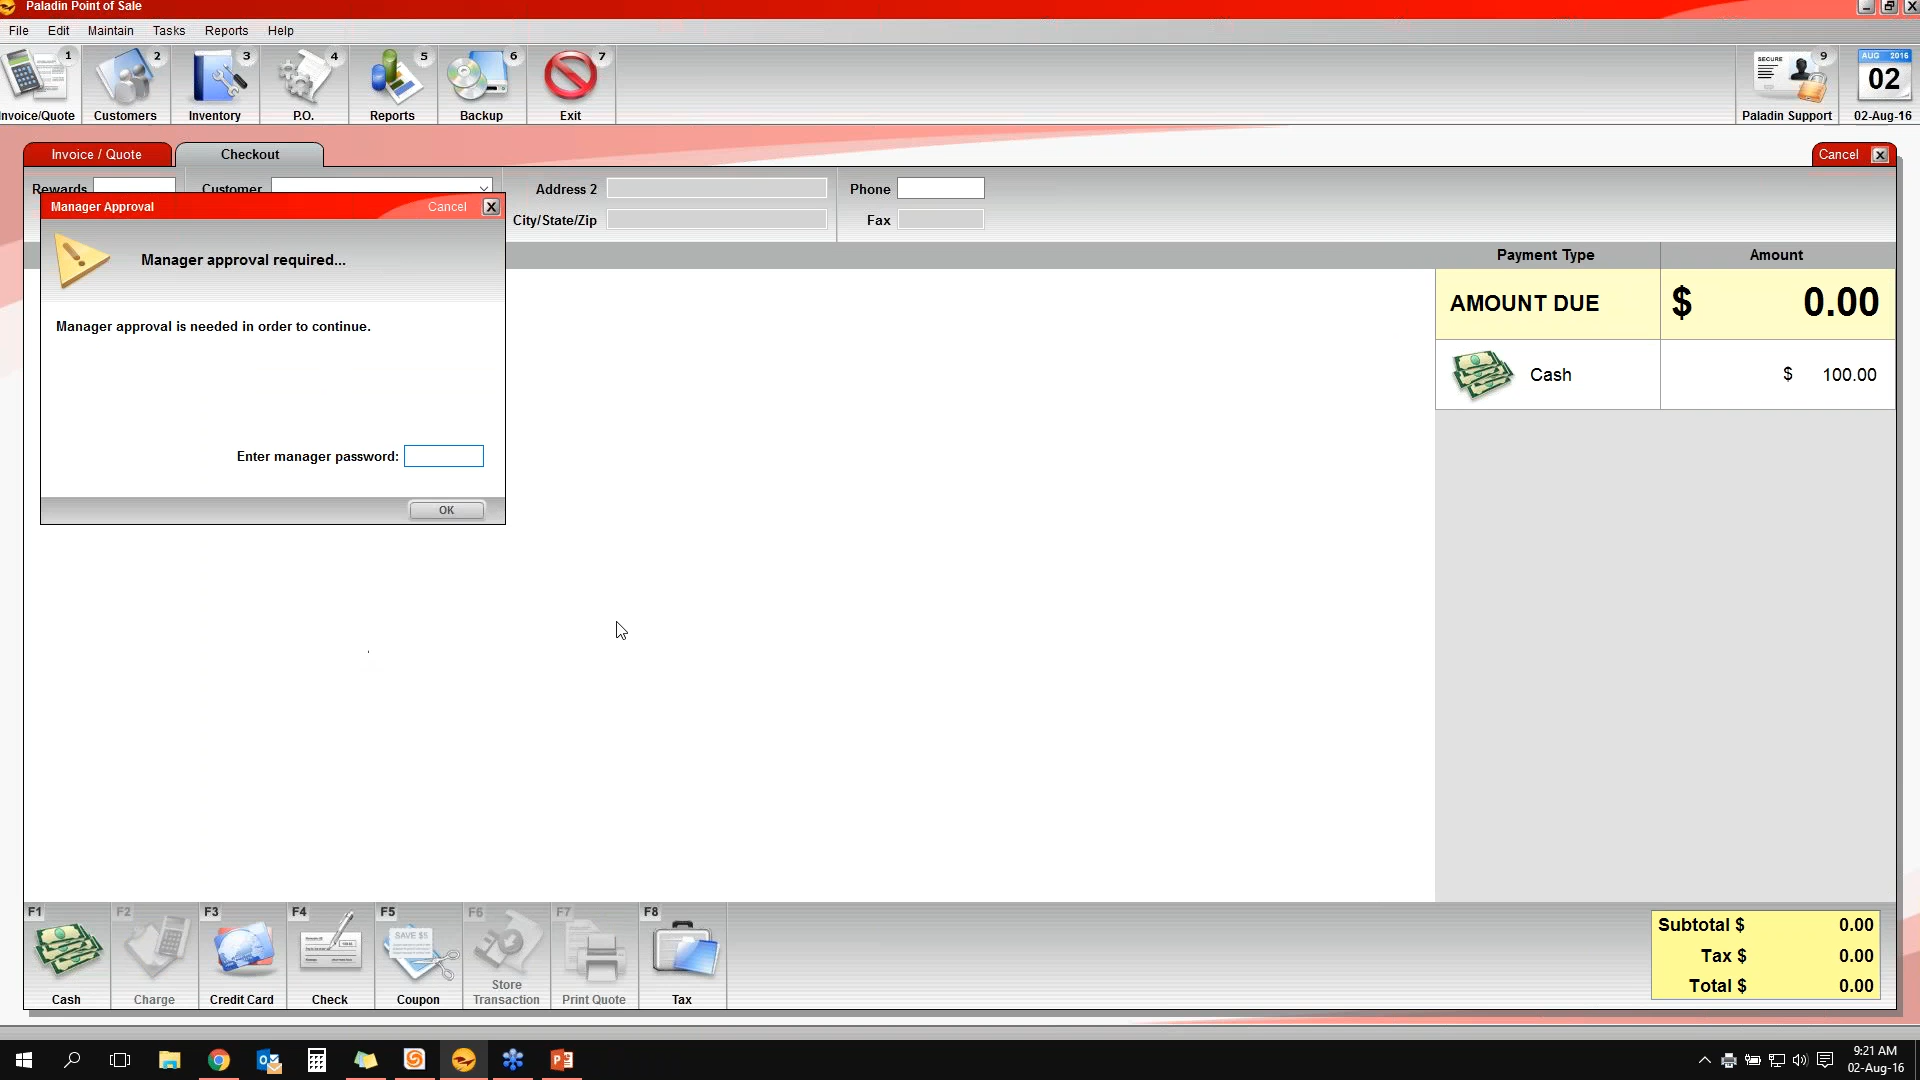 Paladin Point of Sale
File Edit Maintain Tasks Reports Help
1 2 3 4 5 6 7 SECURE 9 AUG 2016
02
nvoice/Quote Customers Inventory P.O. Reports Backup Exit Paladin Support 02-Aug-16
Invoice / Quote Checkout Cancel
Rewards Customer Address 2 Phone
Manager Approval Cancel
City/State/Zip Fax
Manager approval required...
Payment Type Amount
AMOUNT DUE $ 0.00
Manager approval is needed in order to continue.
Cash $ 100.00
Enter manager password:
OK
F1 F2 F3 F4 F5 F6 F7 F8
SAVE $5
Cash Charge Credit Card Check Coupon Store Transaction Print Quote Tax
Subtotal $ 0.00
Tax $ 0.00
Total $ 0.00
9:21 AM
02-Aug-16